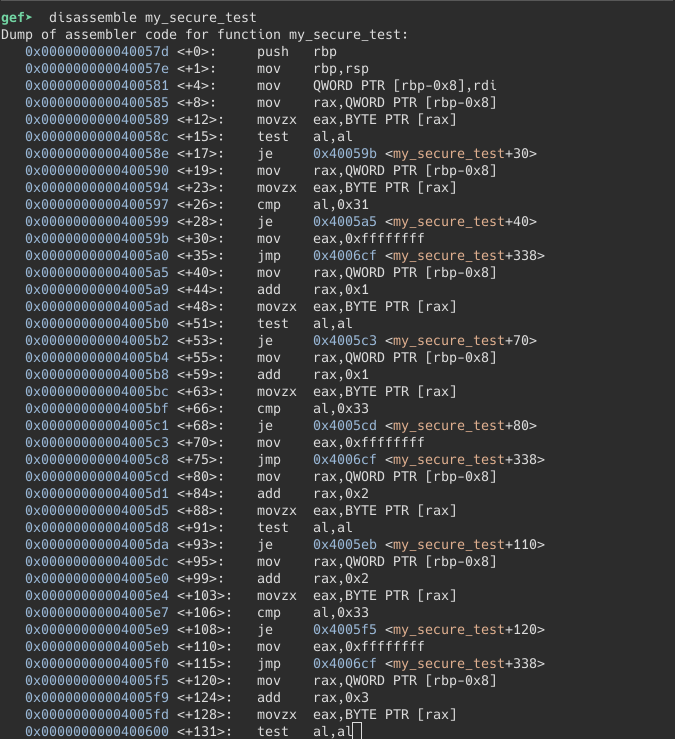 gef➤  disassemble my_secure_test
Dump of assembler code for function my_secure_test:
   0x000000000040057d <+0>:     push   rbp
   0x000000000040057e <+1>:     mov    rbp,rsp
   0x0000000000400581 <+4>:     mov    QWORD PTR [rbp-0x8],rdi
   0x0000000000400585 <+8>:     mov    rax,QWORD PTR [rbp-0x8]
   0x0000000000400589 <+12>:    movzx  eax,BYTE PTR [rax]
   0x000000000040058c <+15>:    test   al,al
   0x000000000040058e <+17>:    je     0x40059b <my_secure_test+30>
   0x0000000000400590 <+19>:    mov    rax,QWORD PTR [rbp-0x8]
   0x0000000000400594 <+23>:    movzx  eax,BYTE PTR [rax]
   0x0000000000400597 <+26>:    cmp    al,0x31
   0x0000000000400599 <+28>:    je     0x4005a5 <my_secure_test+40>
   0x000000000040059b <+30>:    mov    eax,0xffffffff
   0x00000000004005a0 <+35>:    jmp    0x4006cf <my_secure_test+338>
   0x00000000004005a5 <+40>:    mov    rax,QWORD PTR [rbp-0x8]
   0x00000000004005a9 <+44>:    add    rax,0x1
   0x00000000004005ad <+48>:    movzx  eax,BYTE PTR [rax]
   0x00000000004005b0 <+51>:    test   al,al
   0x00000000004005b2 <+53>:    je     0x4005c3 <my_secure_test+70>
   0x00000000004005b4 <+55>:    mov    rax,QWORD PTR [rbp-0x8]
   0x00000000004005b8 <+59>:    add    rax,0x1
   0x00000000004005bc <+63>:    movzx  eax,BYTE PTR [rax]
   0x00000000004005bf <+66>:    cmp    al,0x33
   0x00000000004005c1 <+68>:    je     0x4005cd <my_secure_test+80>
   0x00000000004005c3 <+70>:    mov    eax,0xffffffff
   0x00000000004005c8 <+75>:    jmp    0x4006cf <my_secure_test+338>
   0x00000000004005cd <+80>:    mov    rax,QWORD PTR [rbp-0x8]
   0x00000000004005d1 <+84>:    add    rax,0x2
   0x00000000004005d5 <+88>:    movzx  eax,BYTE PTR [rax]
   0x00000000004005d8 <+91>:    test   al,al
   0x00000000004005da <+93>:    je     0x4005eb <my_secure_test+110>
   0x00000000004005dc <+95>:    mov    rax,QWORD PTR [rbp-0x8]
   0x00000000004005e0 <+99>:    add    rax,0x2
   0x00000000004005e4 <+103>:   movzx  eax,BYTE PTR [rax]
   0x00000000004005e7 <+106>:   cmp    al,0x33
   0x00000000004005e9 <+108>:   je     0x4005f5 <my_secure_test+120>
   0x00000000004005eb <+110>:   mov    eax,0xffffffff
   0x00000000004005f0 <+115>:   jmp    0x4006cf <my_secure_test+338>
   0x00000000004005f5 <+120>:   mov    rax,QWORD PTR [rbp-0x8]
   0x00000000004005f9 <+124>:   add    rax,0x3
   0x00000000004005fd <+128>:   movzx  eax,BYTE PTR [rax]
   0x0000000000400600 <+131>:   test   al,al